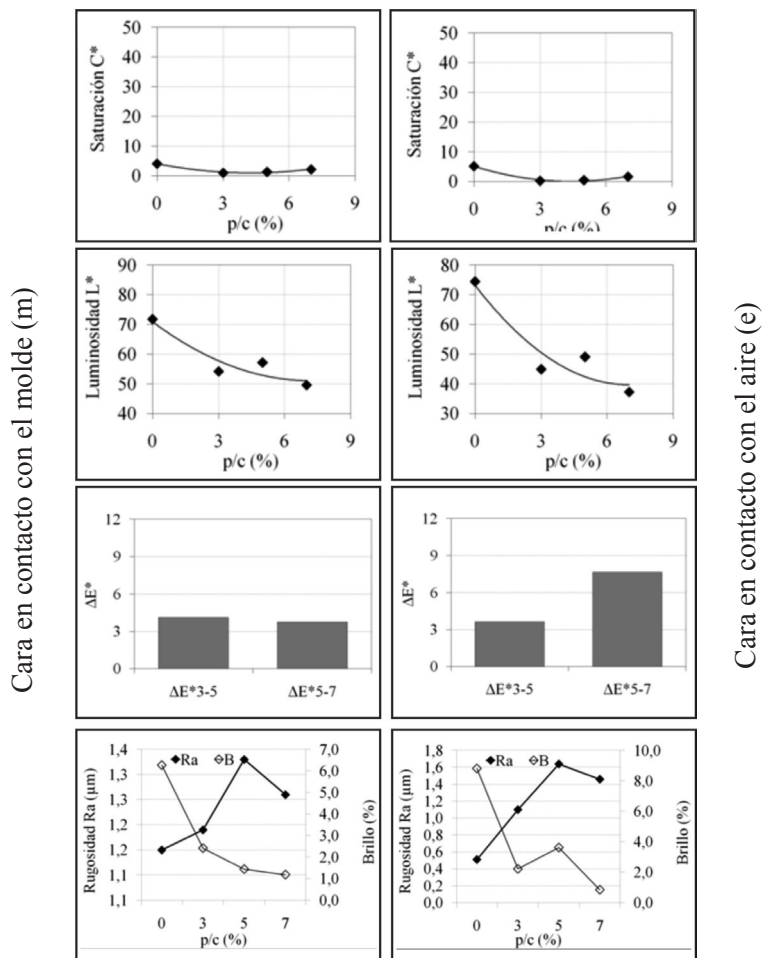 Cara en contacto con el molde (m)
Saturación C*
50
40
30
20
10
0
0 3 6 9
p/c (%)
Saturación C*
50
40
30
20
10
0
0 3 6 9
p/c (%)
Luminosidad L*
90
80
70
60
50
40
0 3 6 9
p/c (%)
Luminosidad L*
80
70
60
50
40
30
0 3 6 9
p/c (%)
ΔE*
12
9
6
3
0
ΔE*3-5 ΔE*5-7
ΔE*
12
9
6
3
0
ΔE*3-5 ΔE*5-7
Rugosidad Ra (µm)
1,4
1,3
1,3
1,2
1,2
1,1
1,1
Ra B
7,0
6,0
5,0
4,0
3,0
2,0
1,0
0,0
Brillo (%)
0 3 5 7
p/c (%)
Rugosidad Ra (µm)
1,8
1,6
1,4
1,2
1,0
0,8
0,6
0,4
0,2
0,0
Ra B
10,0
8,0
6,0
4,0
2,0
0,0
Brillo (%)
0 3 5 7
p/c (%)
Cara en contacto con el aire (e)